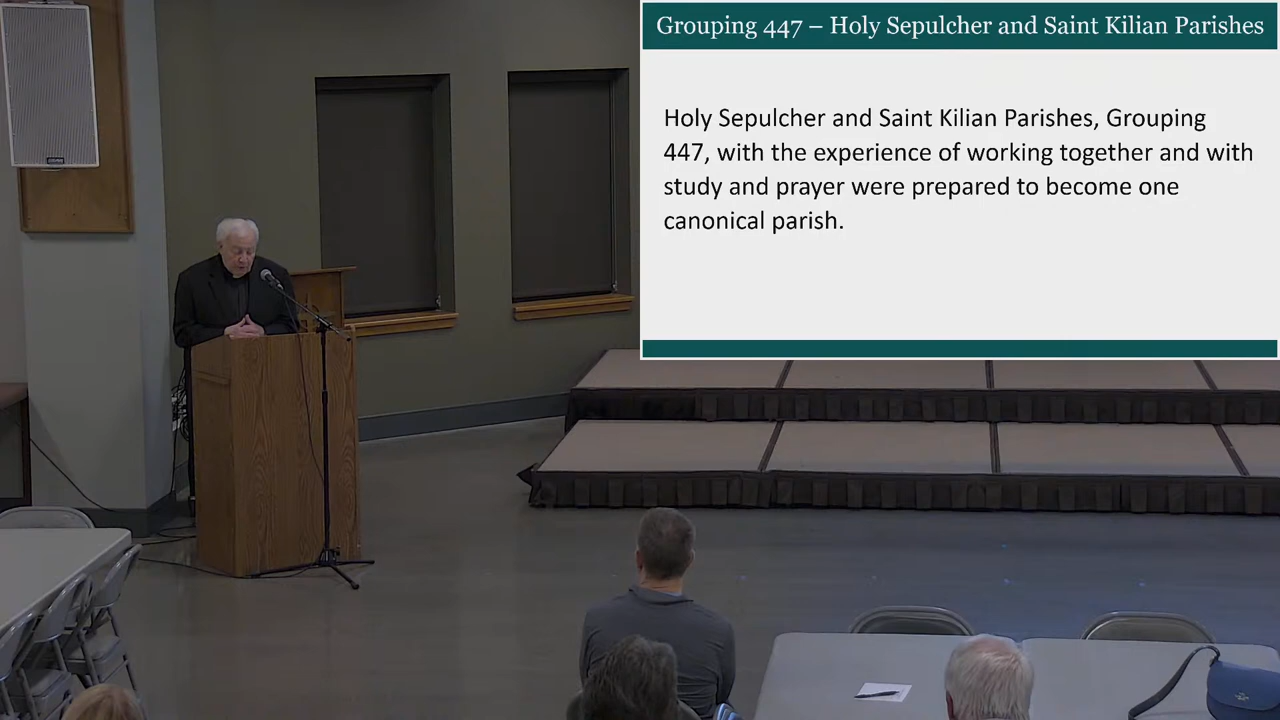 Grouping 447 – Holy Sepulcher and Saint Kilian Parishes
Holy Sepulcher and Saint Kilian Parishes, Grouping
447, with the experience of working together and with
study and prayer were prepared to become one
canonical parish.